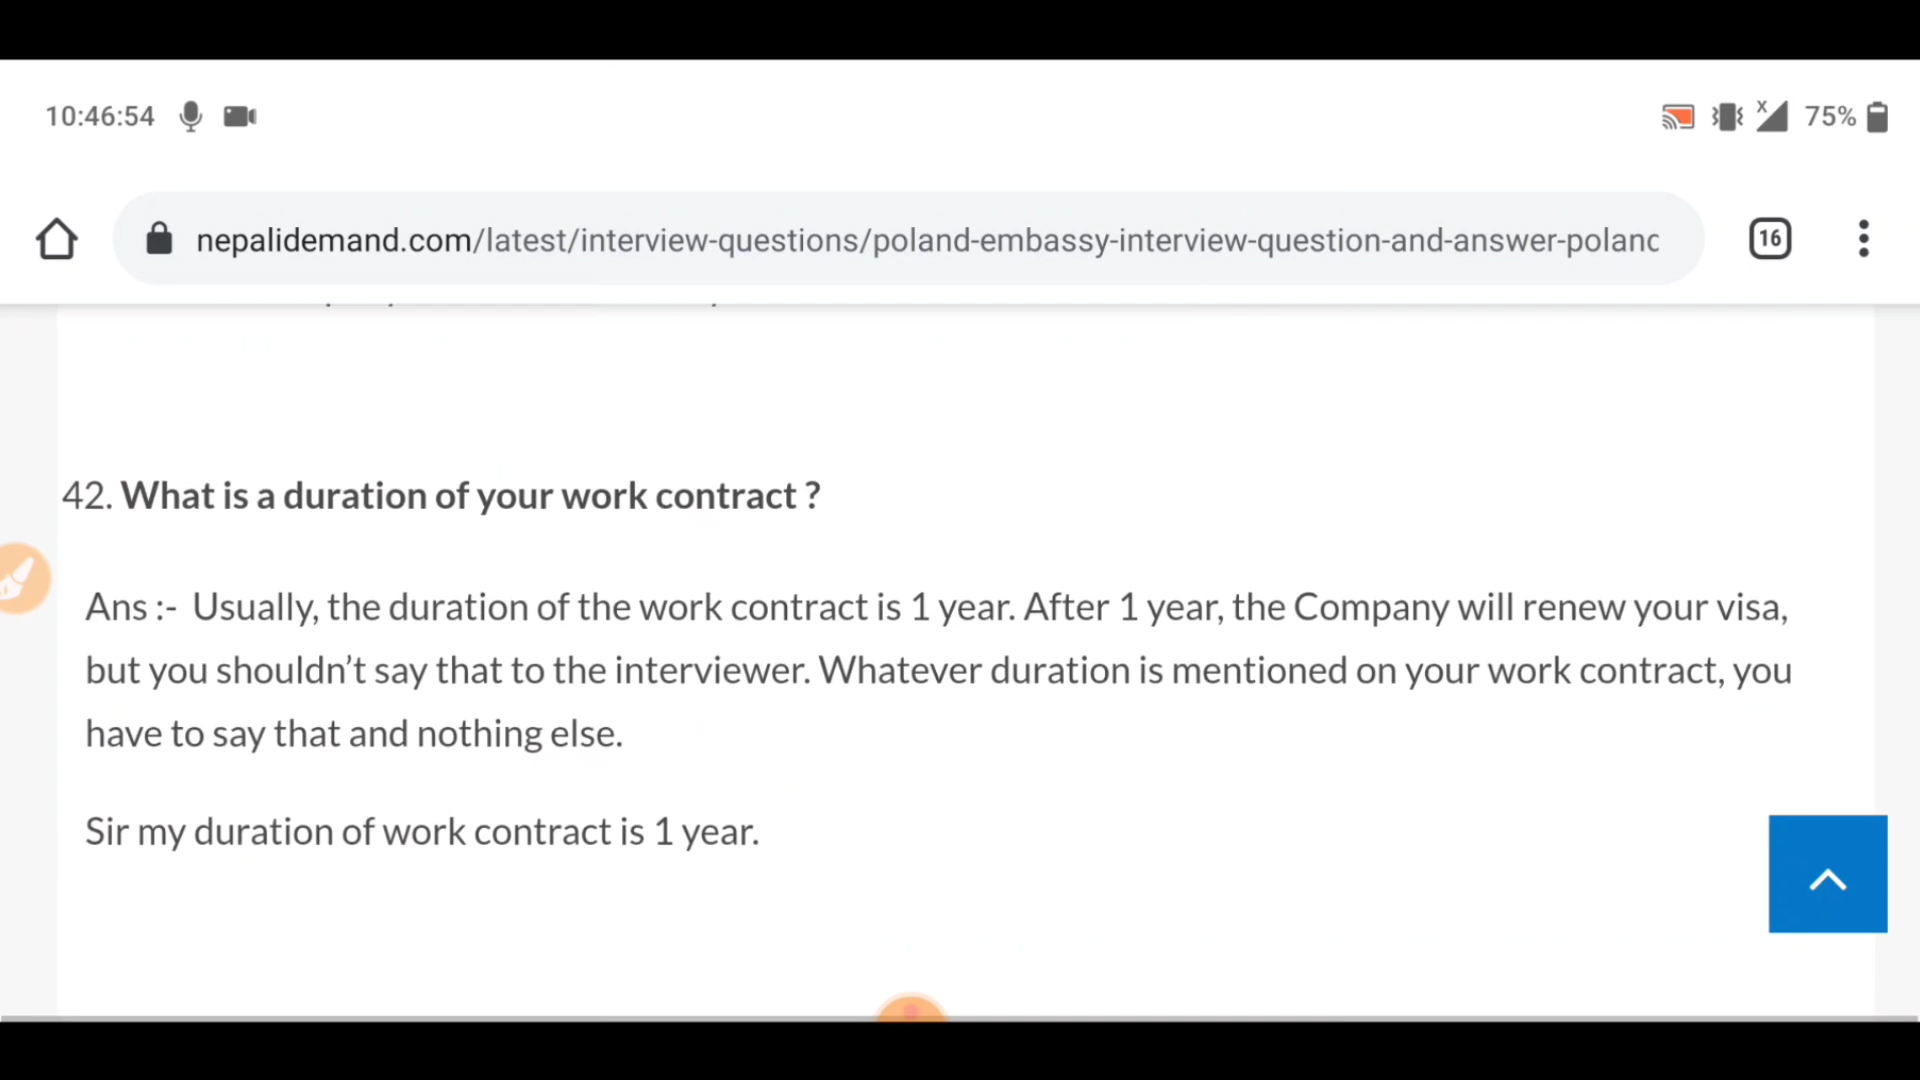 10:46:54
x 75%
nepalidemand.com/latest/interview-questions/poland-embassy-interview-question-and-answer-polanc
16
42. What is a duration of your work contract ?
Ans :- Usually, the duration of the work contract is 1 year. After 1 year, the Company will renew your visa,
but you shouldn’t say that to the interviewer. Whatever duration is mentioned on your work contract, you
have to say that and nothing else.
Sir my duration of work contract is 1 year.